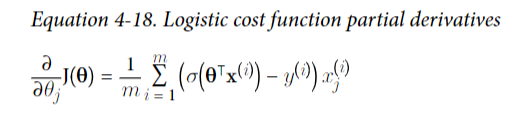 Equation 4-18. Logistic cost function partial derivatives
∂/∂θⱼ J(θ) = 1/m ∑ᵢ₌₁ᵐ (σ(θᵀx⁽ⁱ⁾) − y⁽ⁱ⁾) xⱼ⁽ⁱ⁾